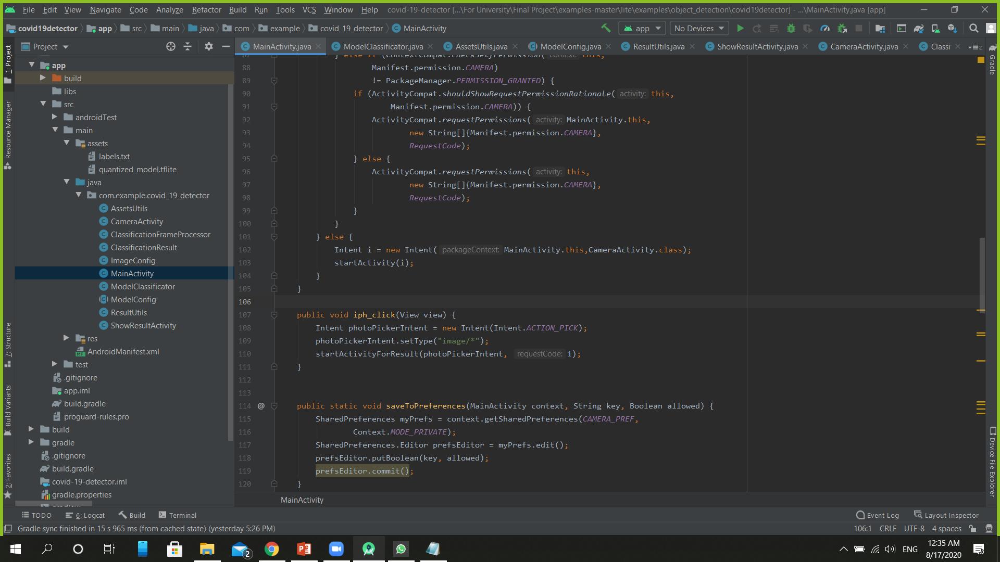 File Edit View Navigate Code Analyze Refactor Build Run Tools VCS Window Help covid-19-detector [...\For University\Final Project\examples-master\lite\examples\object_detection\covid19detector] - ...\MainActivity.java [app]
covid19detector app src main java com example covid_19_detector MainActivity app No Devices
Project
MainActivity.java ModelClassificator.java AssetsUtils.java ModelConfig.java ResultUtils.java ShowResultActivity.java CameraActivity.java Classi 2
1: Project
Resource Manager
7: Structure
Build Variants
2: Favorites
app
build
libs
src
androidTest
main
assets
labels.txt
quantized_model.tflite
java
com.example.covid_19_detector
AssetsUtils
CameraActivity
ClassificationFrameProcessor
ClassificationResult
ImageConfig
MainActivity
ModelClassificator
ModelConfig
ResultUtils
ShowResultActivity
res
AndroidManifest.xml
test
.gitignore
app.iml
build.gradle
proguard-rules.pro
build
gradle
.gitignore
build.gradle
covid-19-detector.iml
gradle.properties
87 } else if (ContextCompat.checkSelfPermission( context: this,
88 Manifest.permission.CAMERA)
89 != PackageManager.PERMISSION_GRANTED) {
90 if (ActivityCompat.shouldShowRequestPermissionRationale( activity: this,
91 Manifest.permission.CAMERA)) {
92 ActivityCompat.requestPermissions( activity: MainActivity.this,
93 new String[]{Manifest.permission.CAMERA},
94 RequestCode);
95 } else {
96 ActivityCompat.requestPermissions( activity: this,
97 new String[]{Manifest.permission.CAMERA},
98 RequestCode);
99 }
100 }
101 } else {
102 Intent i = new Intent( packageContext: MainActivity.this,CameraActivity.class);
103 startActivity(i);
104 }
105 }
106
107 public void iph_click(View view) {
108 Intent photoPickerIntent = new Intent(Intent.ACTION_PICK);
109 photoPickerIntent.setType("image/*");
110 startActivityForResult(photoPickerIntent, requestCode: 1);
111 }
112
113
114 @ public static void saveToPreferences(MainActivity context, String key, Boolean allowed) {
115 SharedPreferences myPrefs = context.getSharedPreferences(CAMERA_PREF,
116 Context.MODE_PRIVATE);
117 SharedPreferences.Editor prefsEditor = myPrefs.edit();
118 prefsEditor.putBoolean(key, allowed);
119 prefsEditor.commit();
120 }
MainActivity
Gradle
Device File Explorer
TODO 6: Logcat Build Terminal Event Log Layout Inspector
Gradle sync finished in 15 s 965 ms (from cached state) (yesterday 5:26 PM) 106:1 CRLF UTF-8 4 spaces
2 ENG 12:35 AM
8/17/2020